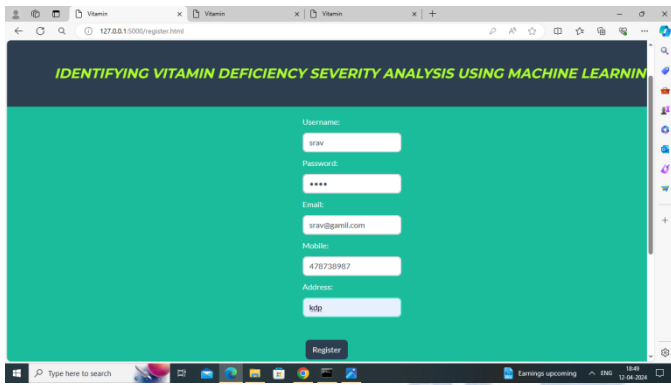 Vitamin
Vitamin
Vitamin
127.0.0.1:5000/register.html
IDENTIFYING VITAMIN DEFICIENCY SEVERITY ANALYSIS USING MACHINE LEARNIN
Username:
srav
Password:
••••
Email:
srav@gamil.com
Mobile:
478738987
Address:
kdp
Register
Type here to search
Earnings upcoming
ENG
18:49
12-04-2024